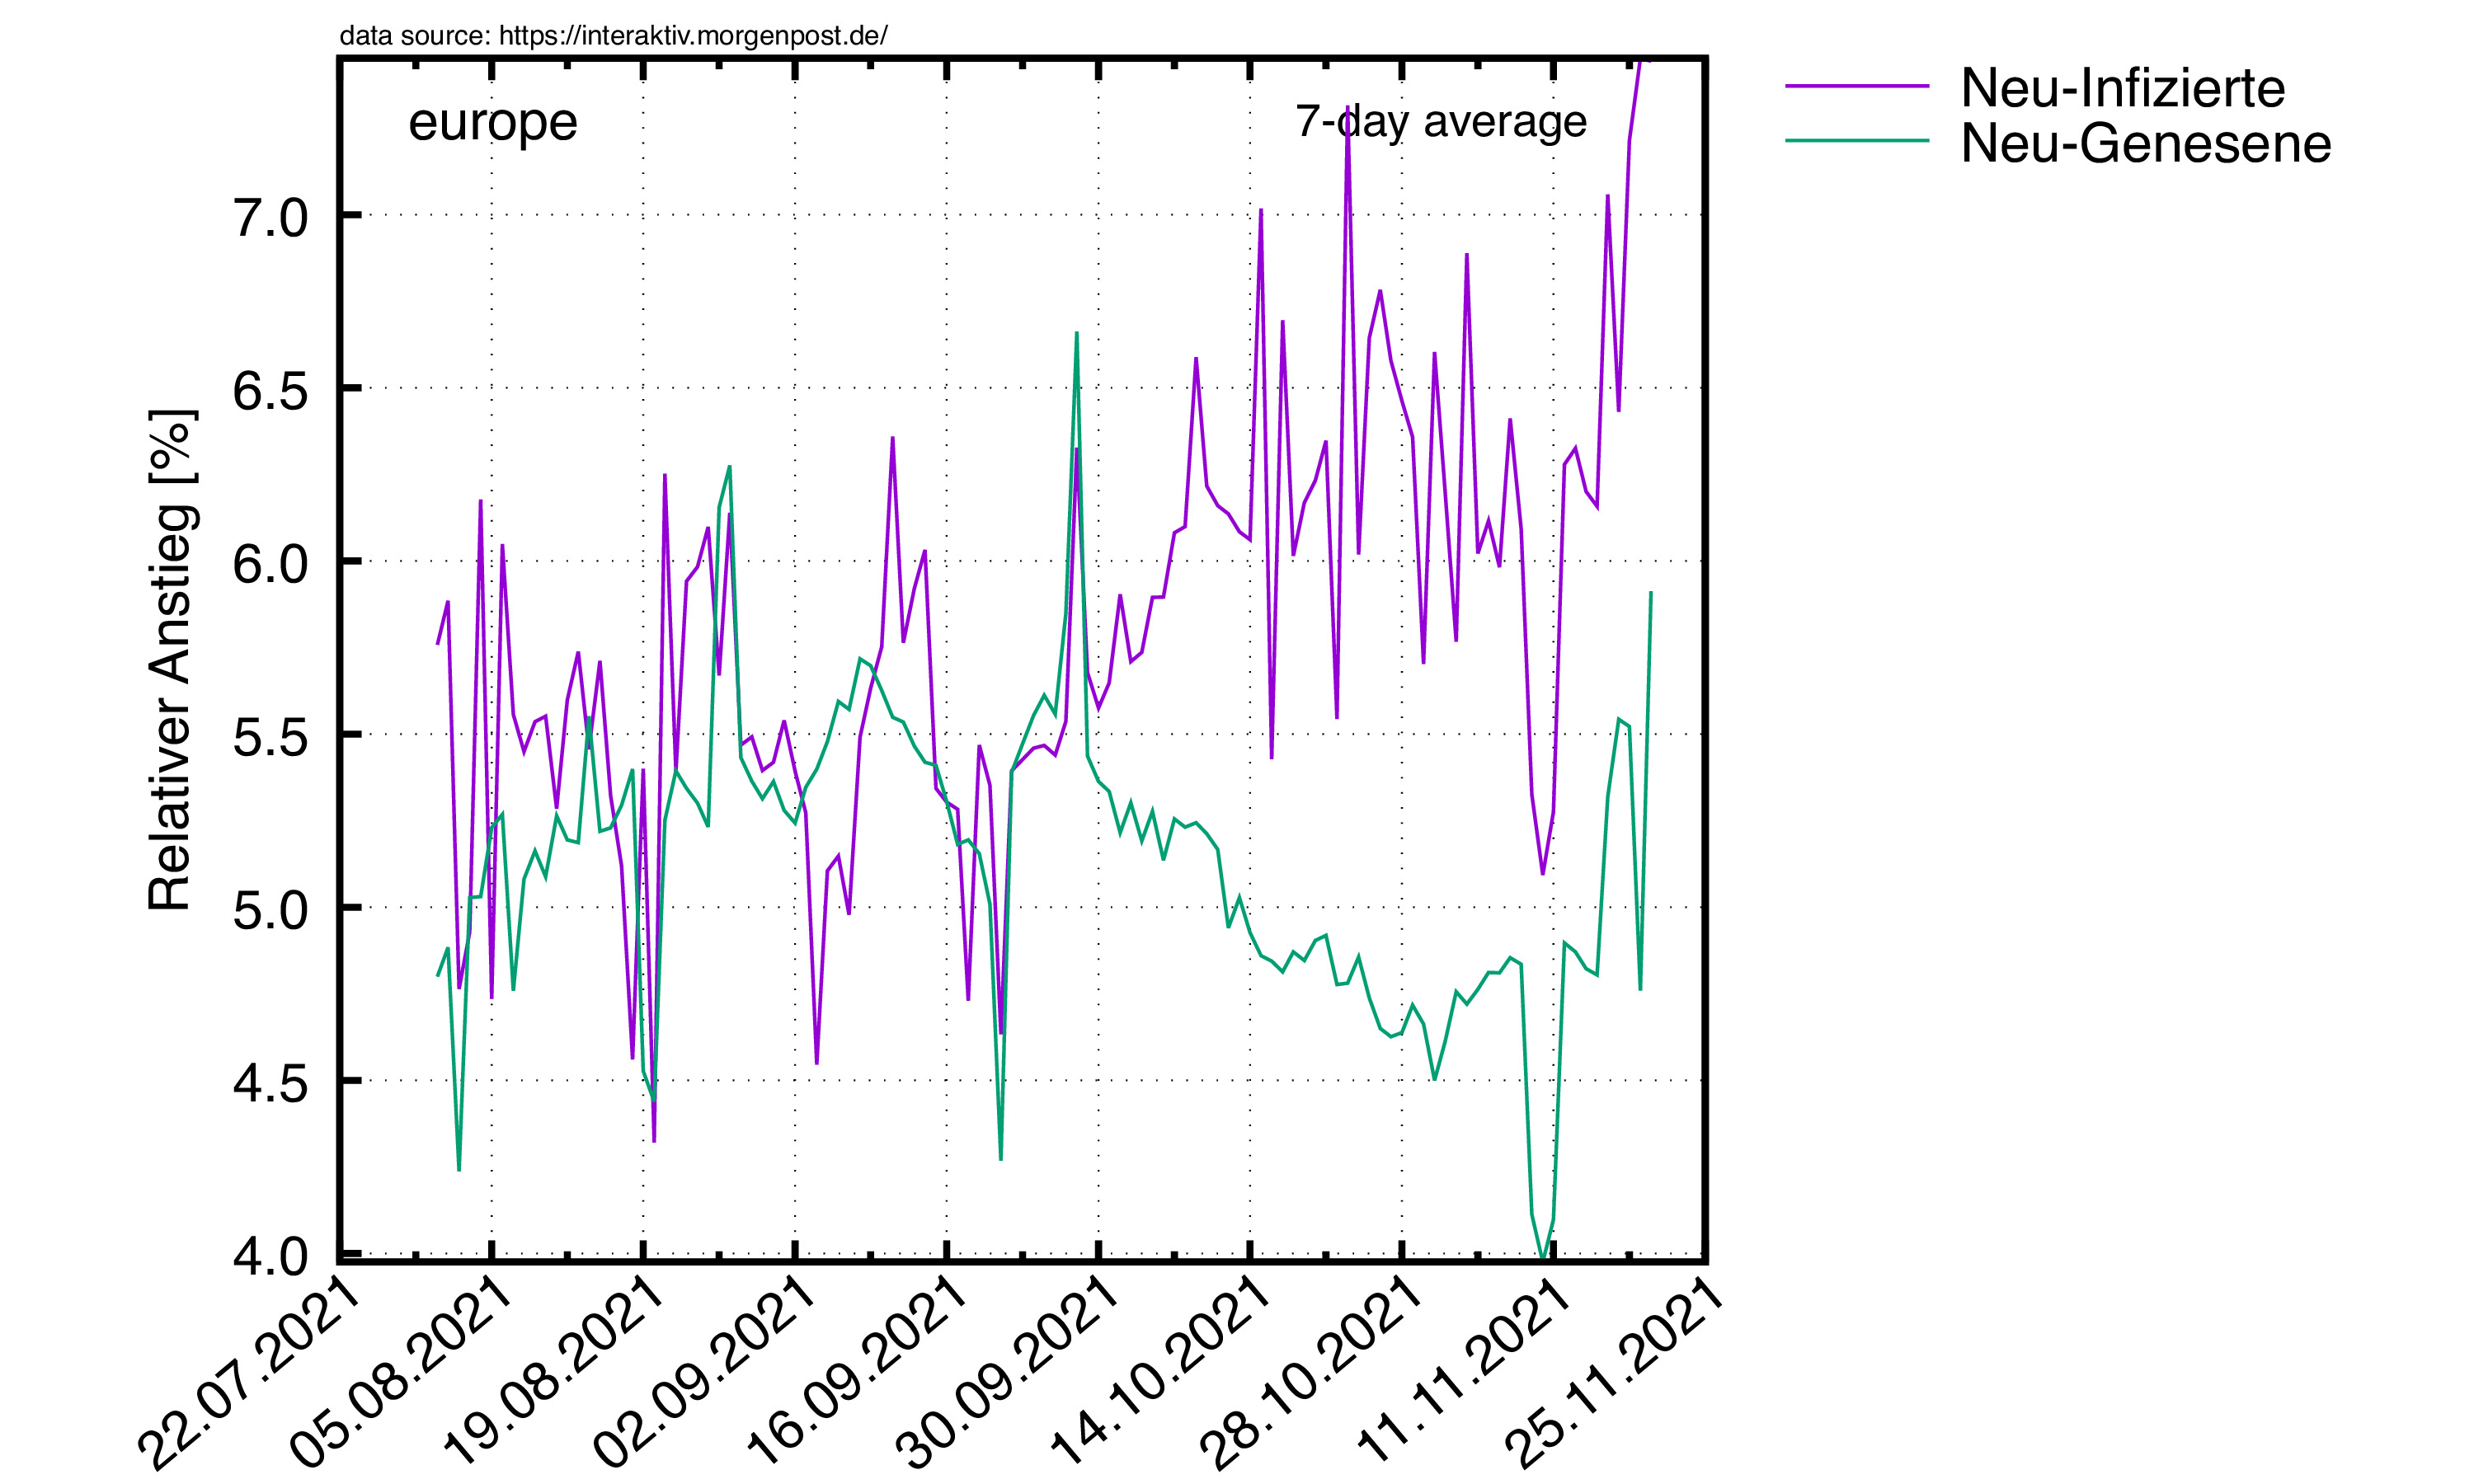 data source: https://interaktiv.morgenpost.de/
europe
7-day average
Neu-Infizierte
Neu-Genesene
Relativer Anstieg [%]
7.0
6.5
6.0
5.5
5.0
4.5
4.0
22.07.2021
05.08.2021
19.08.2021
02.09.2021
16.09.2021
30.09.2021
14.10.2021
28.10.2021
11.11.2021
25.11.2021